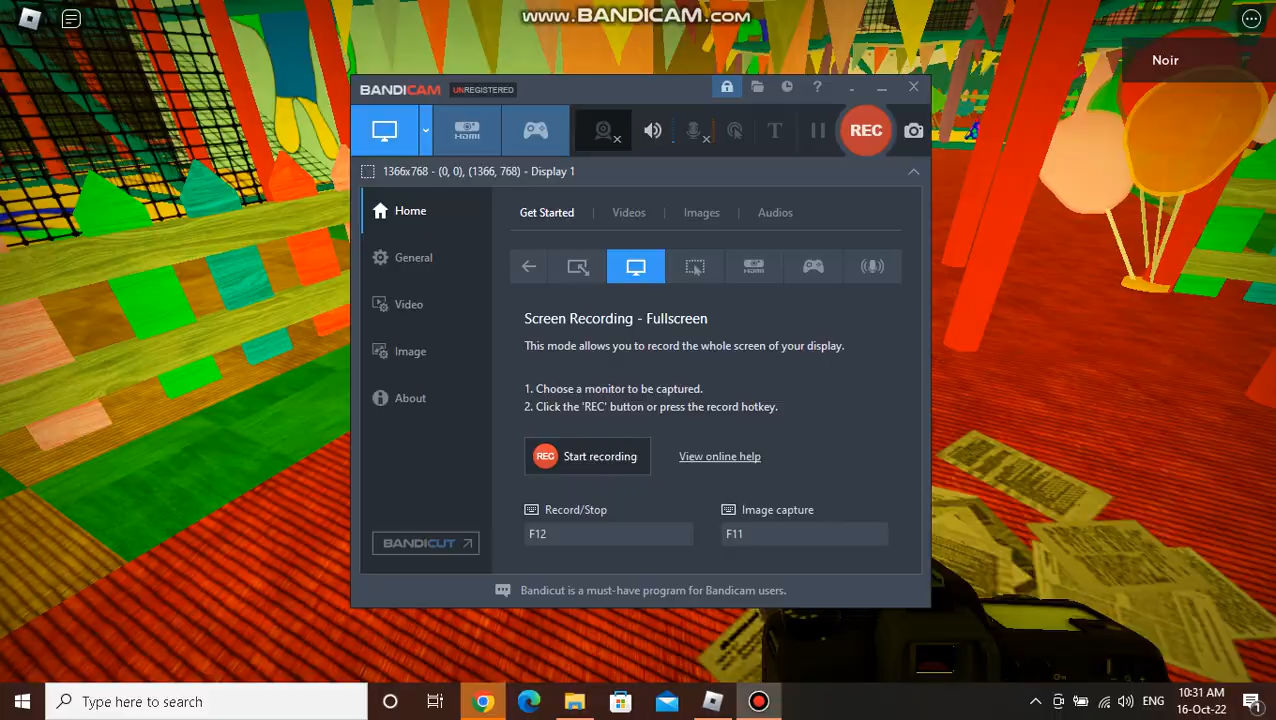 www.BANDICAM.com
Noir
BANDICAM UNREGISTERED
HDMI
T
REC
1366x768 - (0, 0), (1366, 768) - Display 1
Home
General
Video
Image
About
Get Started | Videos | Images | Audios
HDMI
Screen Recording - Fullscreen
This mode allows you to record the whole screen of your display.
1. Choose a monitor to be captured.
2. Click the 'REC' button or press the record hotkey.
REC Start recording
View online help
Record/Stop
Image capture
F12
F11
BANDICUT
Bandicut is a must-have program for Bandicam users.
Type here to search
ENG
10:31 AM
16-Oct-22
1